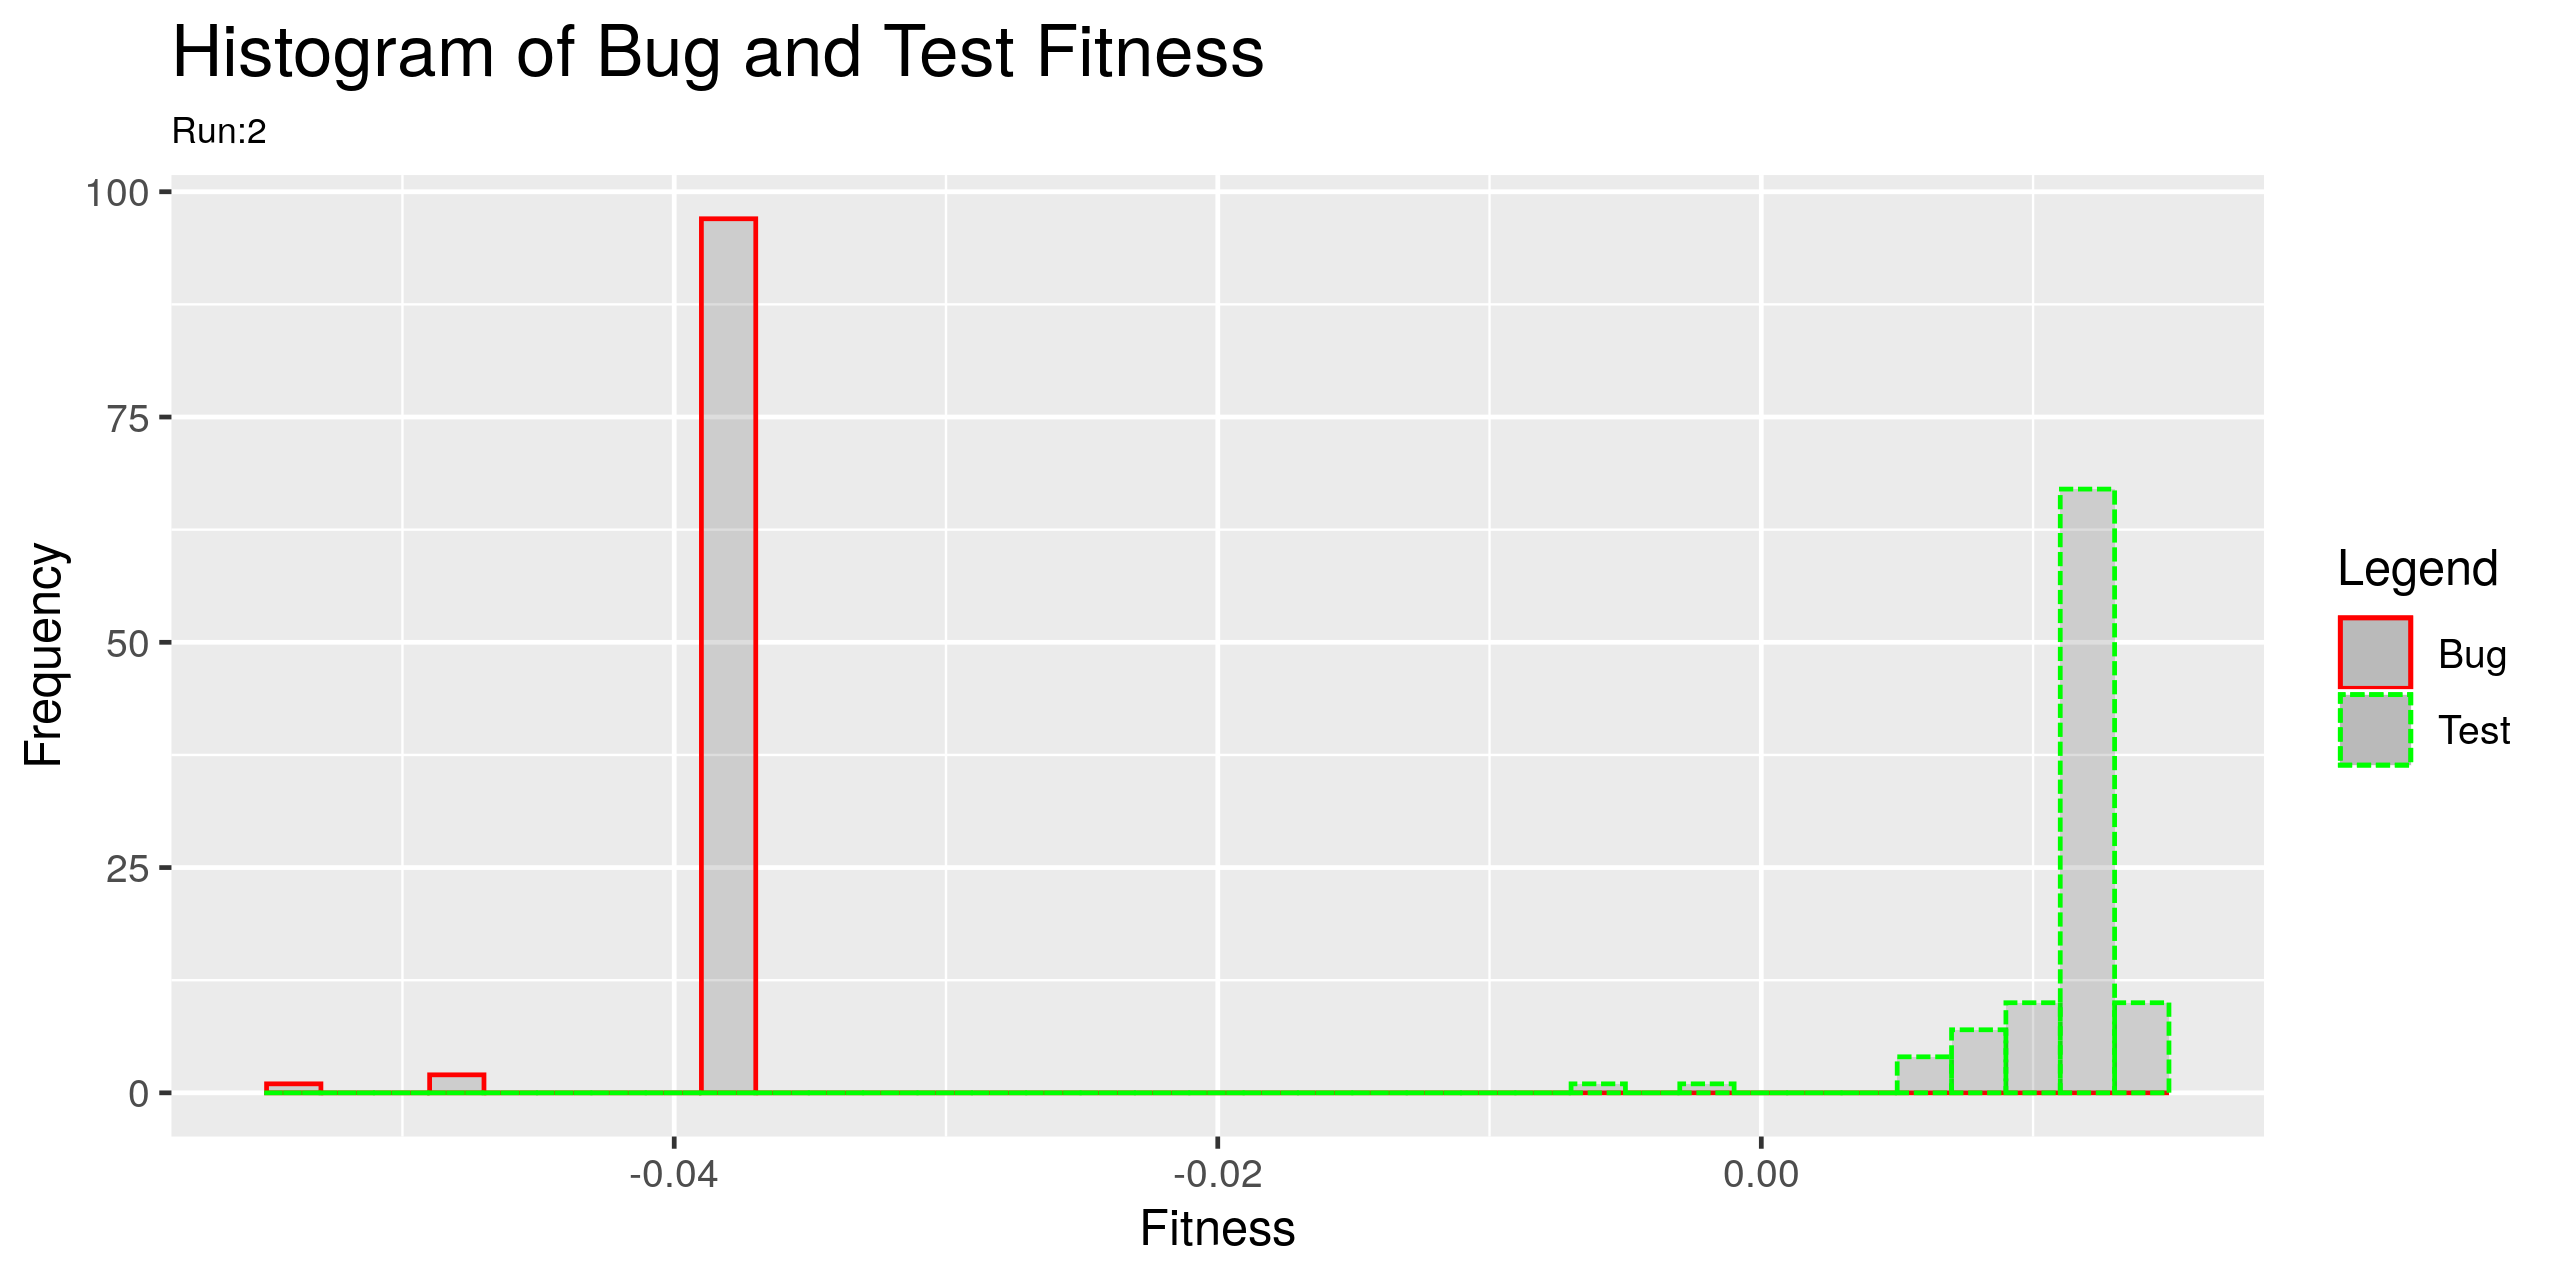 Histogram of Bug and Test Fitness
Run:2
100
75
50
25
0
Frequency
-0.04
-0.02
0.00
Fitness
Legend
Bug
Test